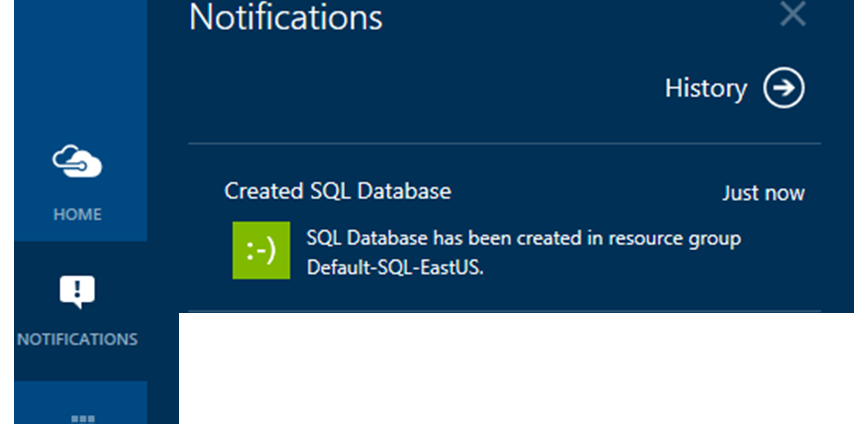 Notifications
History
HOME
Created SQL Database Just now
:-) SQL Database has been created in resource group
Default-SQL-EastUS.
NOTIFICATIONS